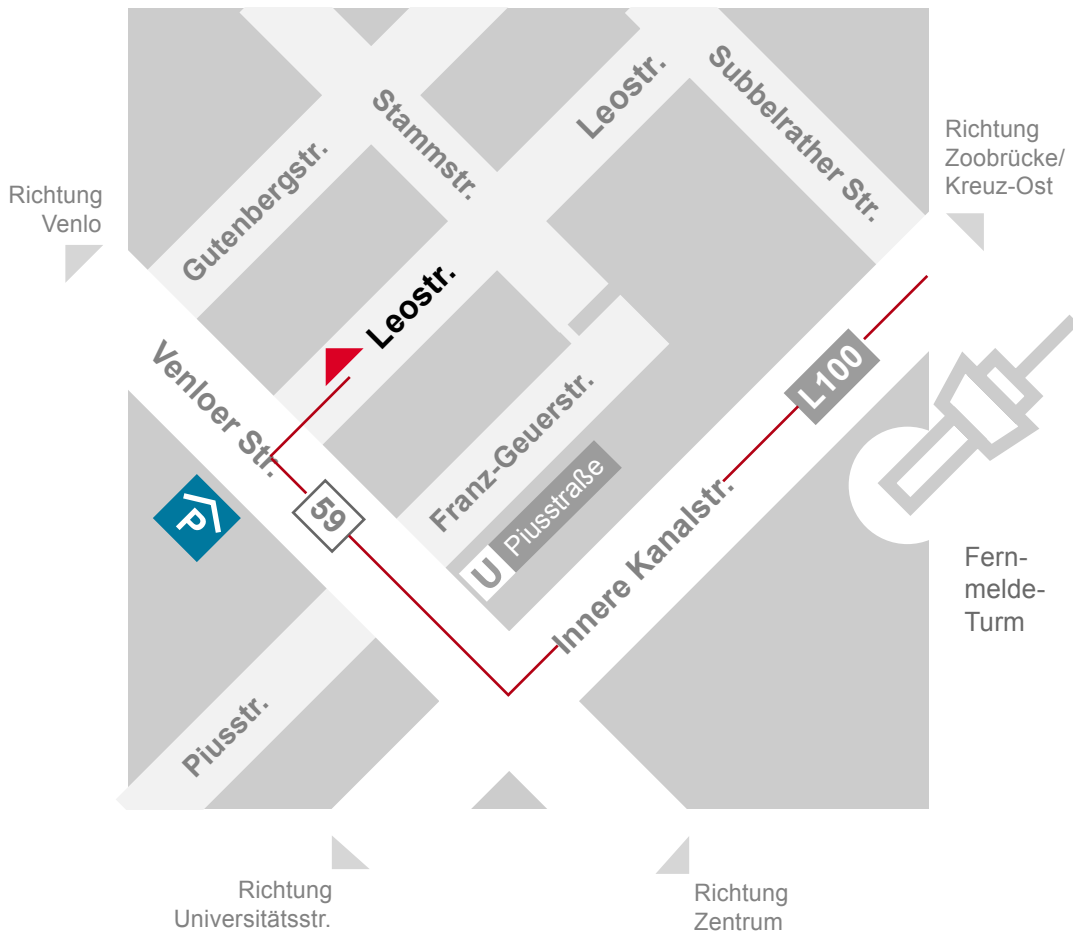 Stammstr.
Leostr.
Subbelrather Str.
Richtung
Zoobrücke/
Kreuz-Ost
Gutenbergstr.
Richtung
Venlo
Leostr.
Venloer Str.
L100
Franz-Geuerstr.
Piusstraße
U
59
P
Innere Kanalstr.
Fern-
melde-
Turm
Piusstr.
Richtung
Universitätsstr.
Richtung
Zentrum